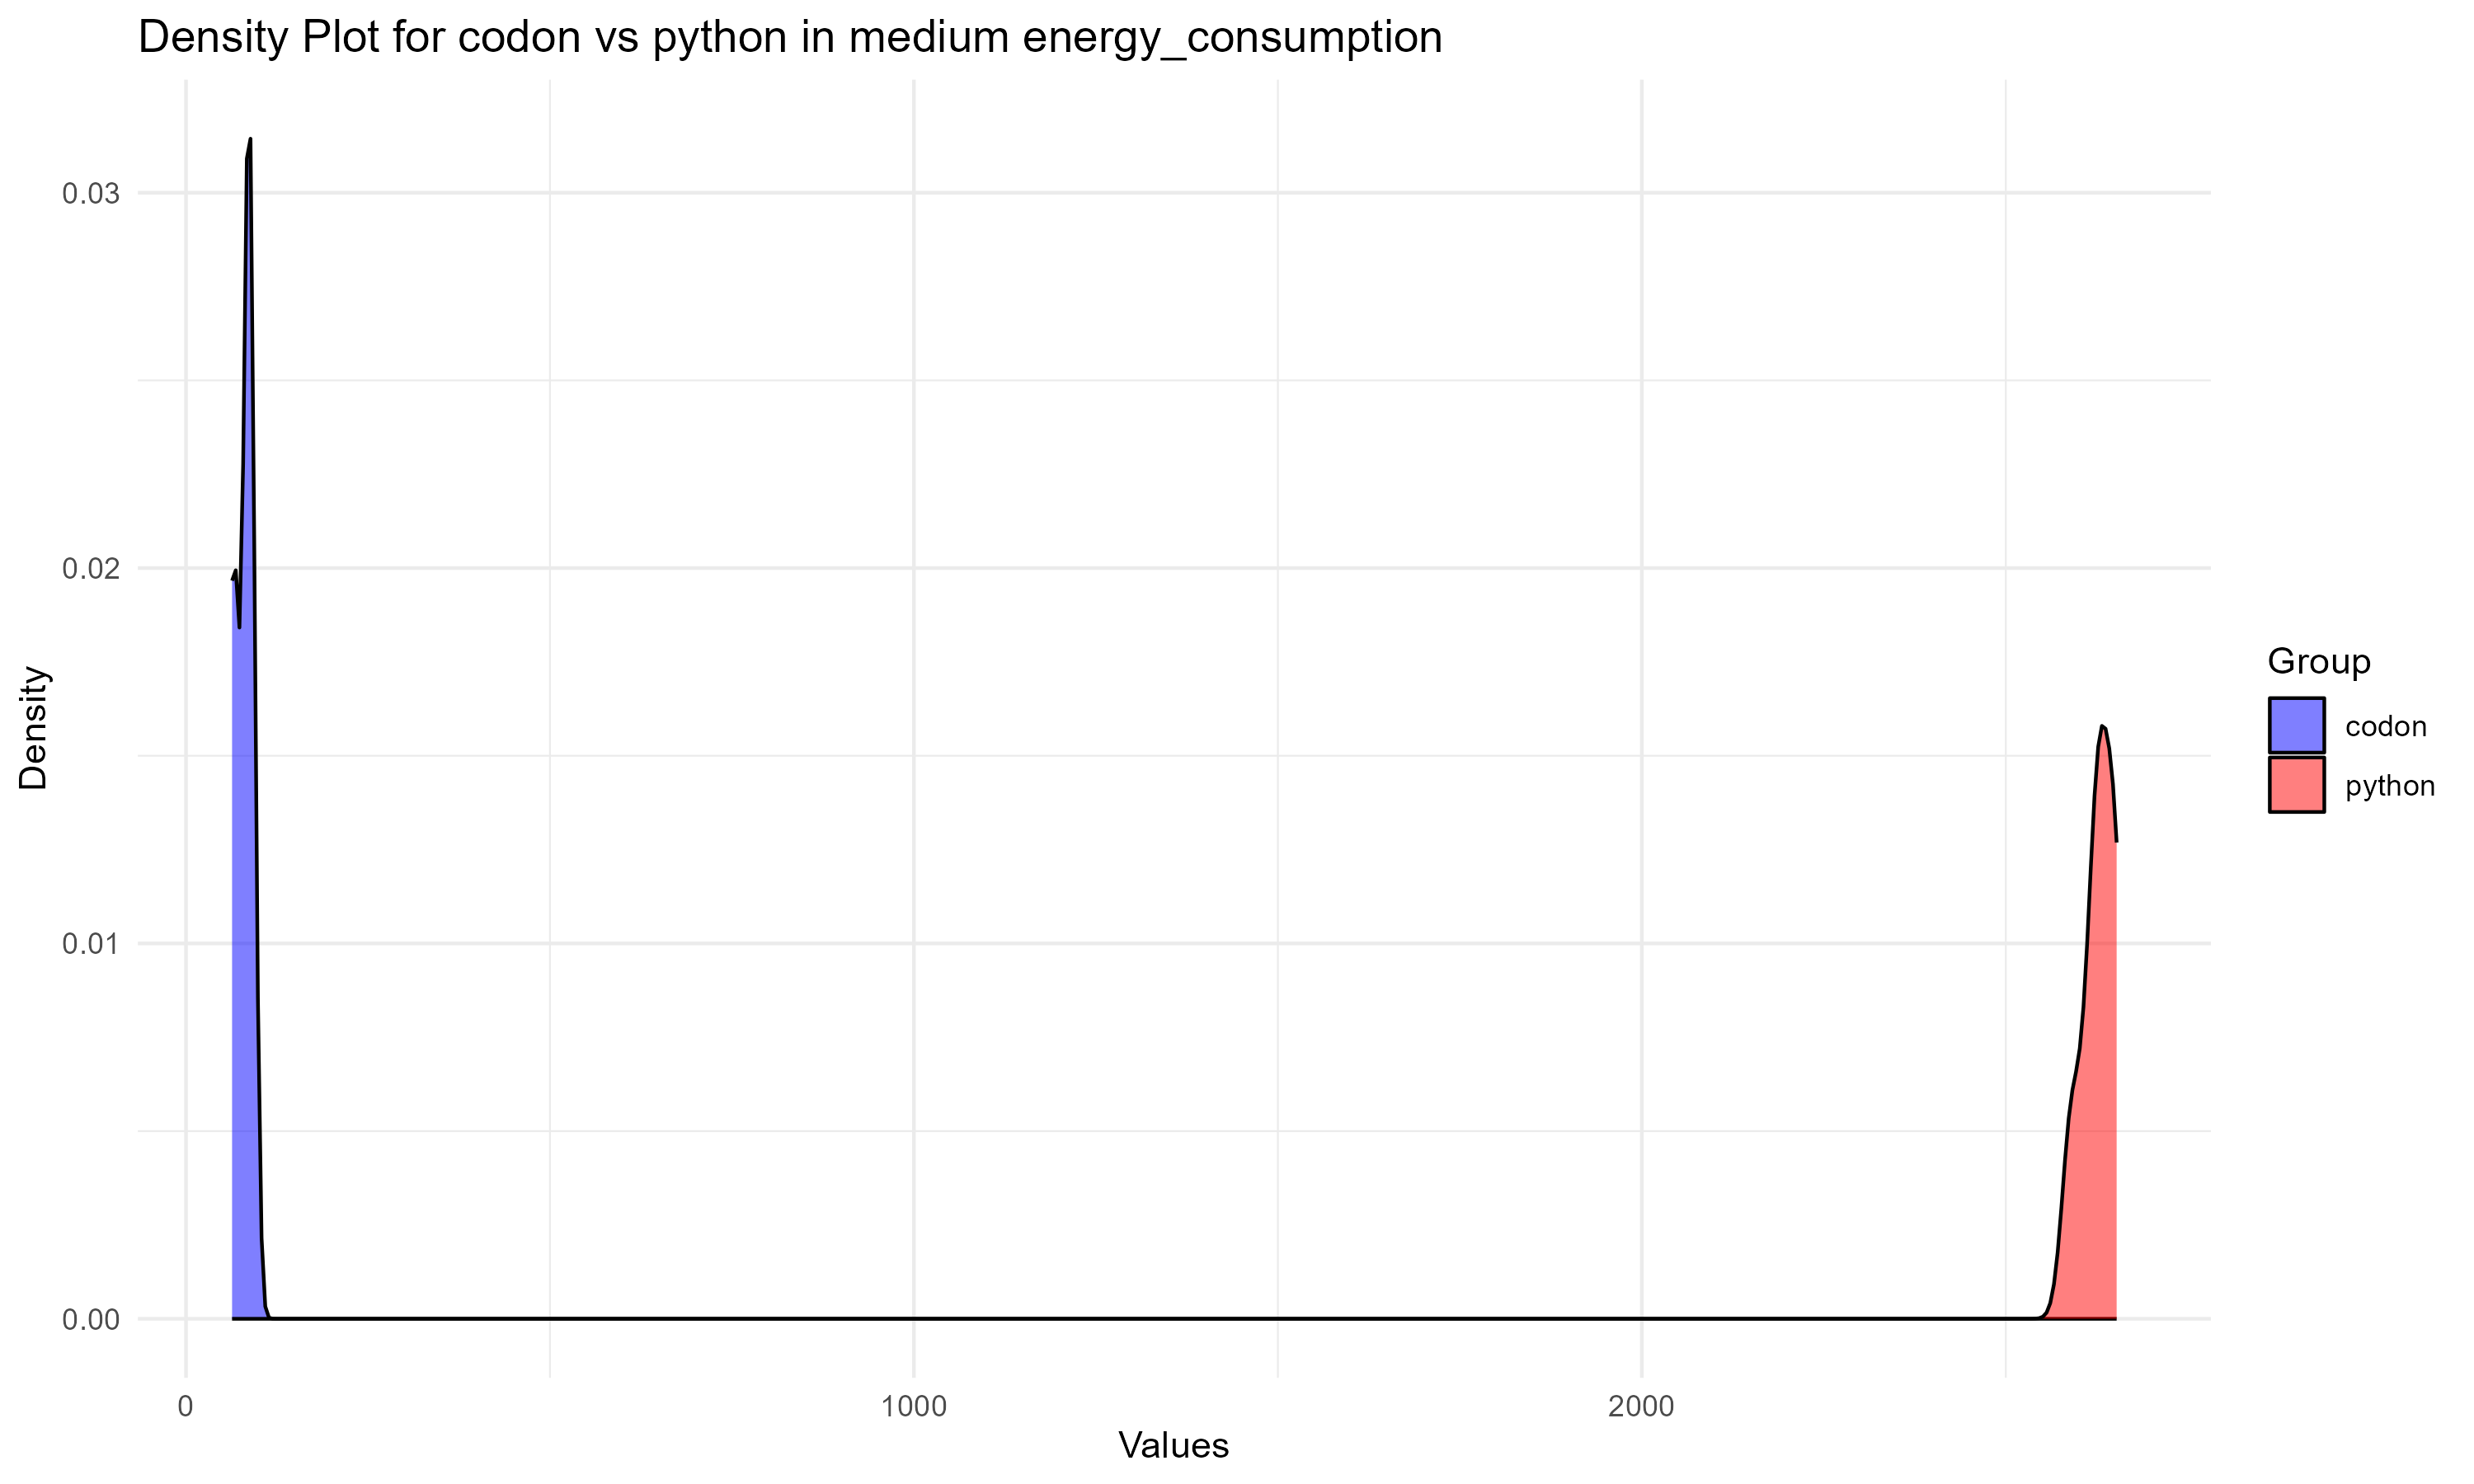 Density Plot for codon vs python in medium energy_consumption
0.03
0.02
0.01
0.00
Density
0
1000
2000
Values
Group
codon
python